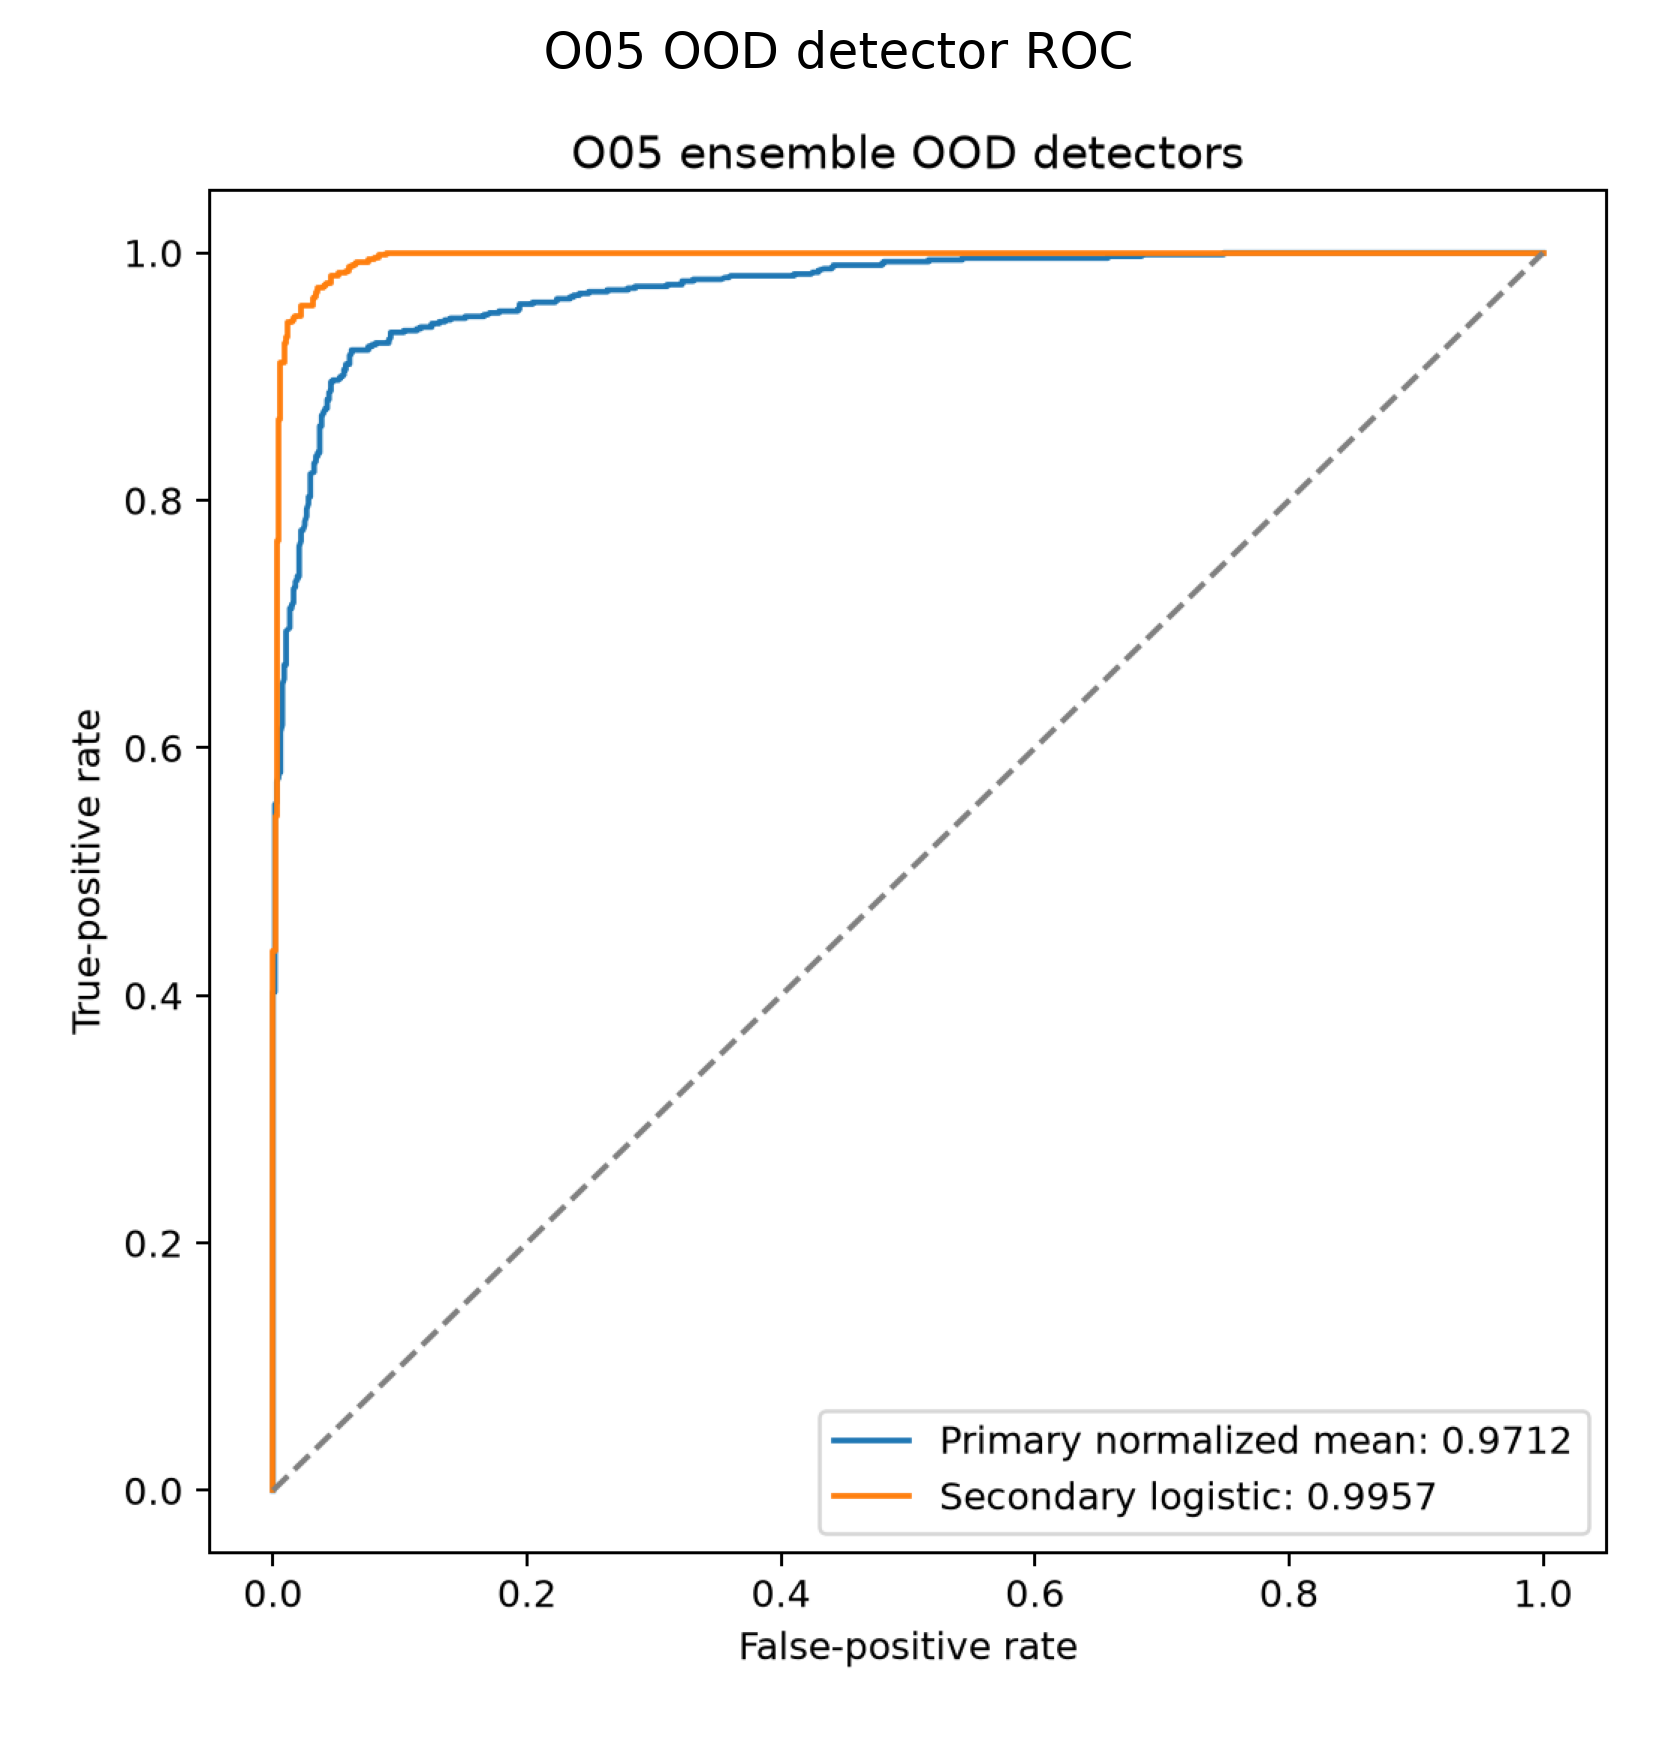 O05 OOD detector ROC
O05 ensemble OOD detectors
1.0
0.8
0.6
0.4
0.2
0.0
True-positive rate
0.0 0.2 0.4 0.6 0.8 1.0
False-positive rate
Primary normalized mean: 0.9712
Secondary logistic: 0.9957